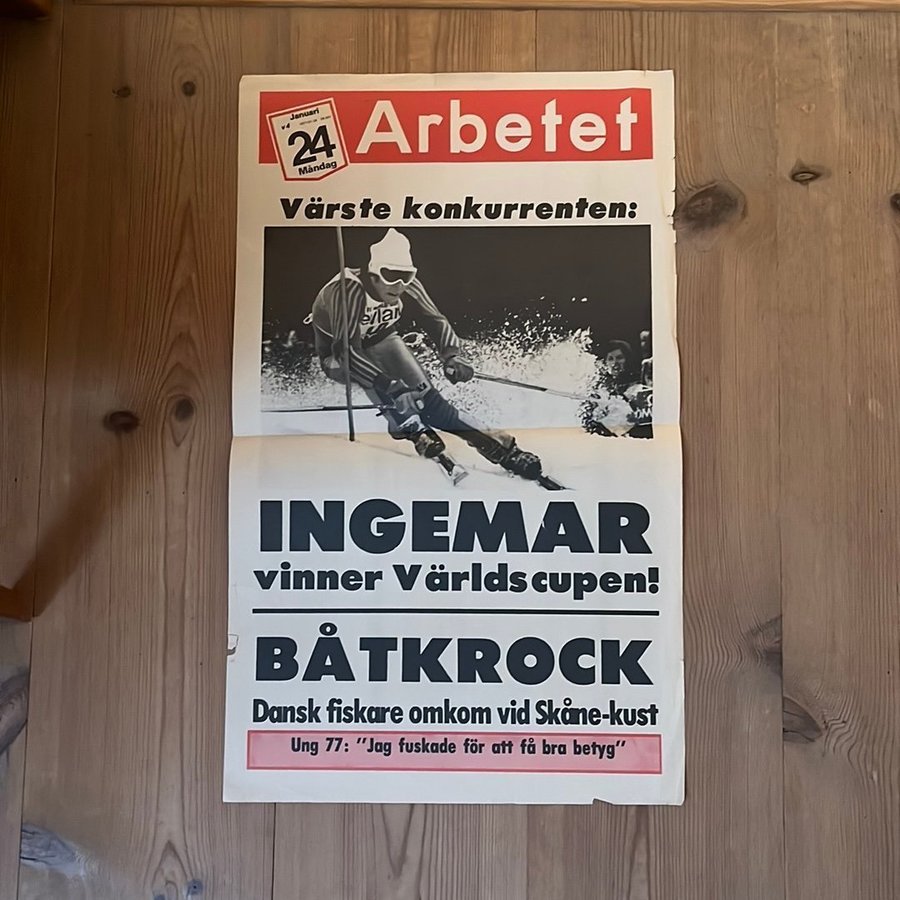 Januari
v 4
24
Måndag
Arbetet
Värste konkurrenten:
INGEMAR
vinner Världscupen!
BÅTKROCK
Dansk fiskare omkom vid Skåne-kust
Ung 77: "Jag fuskade för att få bra betyg"